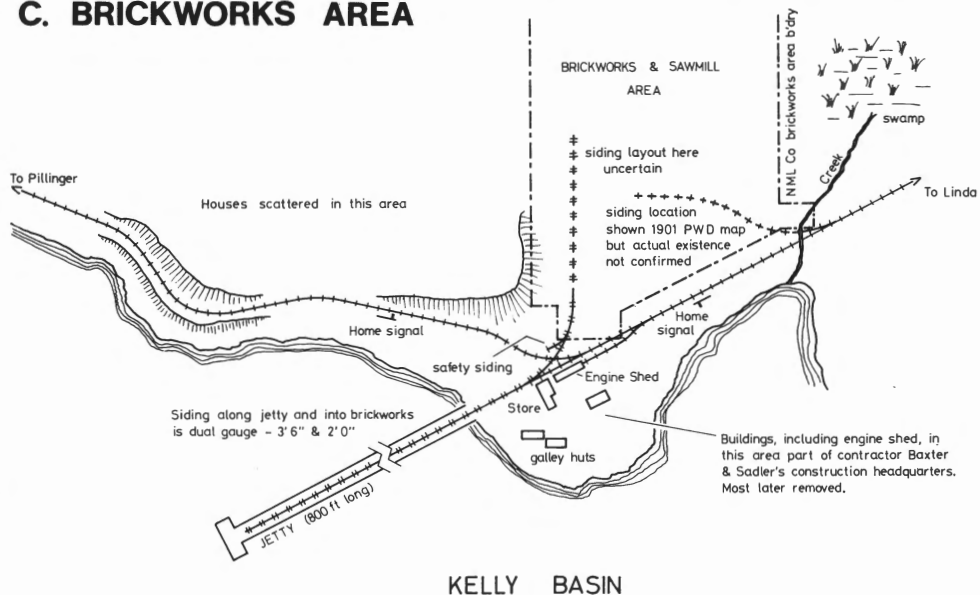 C. BRICKWORKS AREA
BRICKWORKS & SAWMILL
AREA
NML Co brickworks area b'dry
swamp
Creek
To Pillinger
Houses scattered in this area
siding layout here
uncertain
To Linda
siding location
shown 1901 PWD map
but actual existence
not confirmed
Home signal
Home
signal
safety siding
Engine Shed
Store
Siding along jetty and into brickworks
is dual gauge - 3'6" & 2'0"
galley huts
Buildings, including engine shed, in
this area part of contractor Baxter
& Sadler's construction headquarters.
Most later removed.
JETTY (800 ft long)
KELLY BASIN